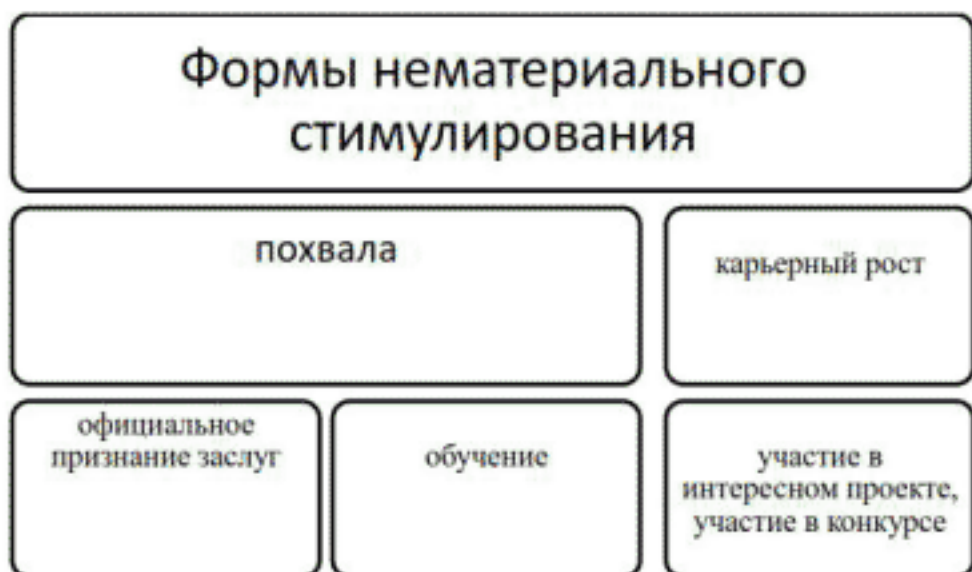 Формы нематериального
стимулирования
похвала
карьерный рост
официальное
признание заслуг
обучение
участие в
интересном проекте,
участие в конкурсе